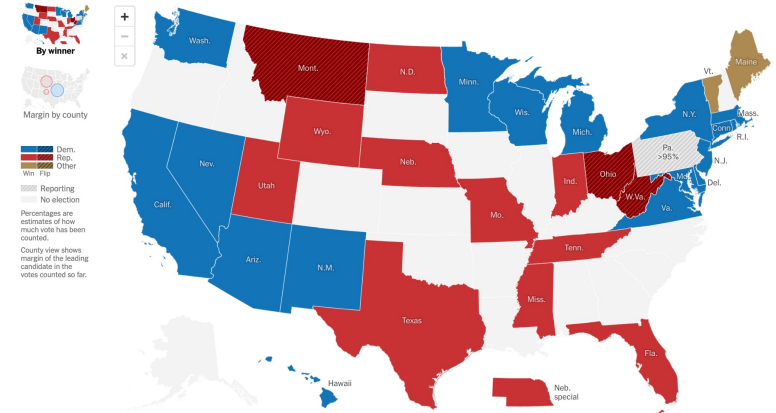 By winner
Margin by county
Dem.
Rep.
Other
Win Flip
Reporting
No election
Percentages are
estimates of how
much vote has been
counted.
County view shows
margin of the leading
candidate in the
votes counted so far.
+
−
×
Wash.
Mont.
N.D.
Minn.
Wis.
Mich.
Vt.
Maine
N.Y.
Mass.
Conn.
R.I.
Pa.
>95%
N.J.
Md.
Del.
Wyo.
Neb.
Nev.
Utah
Calif.
Ind.
Ohio
W.Va.
Va.
Mo.
Tenn.
Ariz.
N.M.
Miss.
Texas
Fla.
Hawaii
Neb.
special